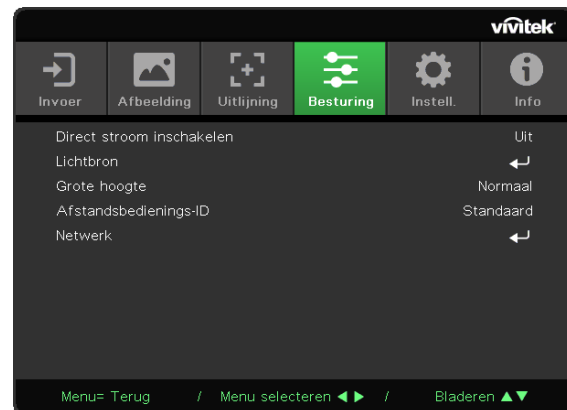 vivitek
Invoer Afbeelding Uitlijning Besturing Instell. Info
Direct stroom inschakelen Uit
Lichtbron
Grote hoogte Normaal
Afstandsbedienings-ID Standaard
Netwerk
Menu= Terug / Menu selecteren ◀ ▶ / Bladeren ▲▼